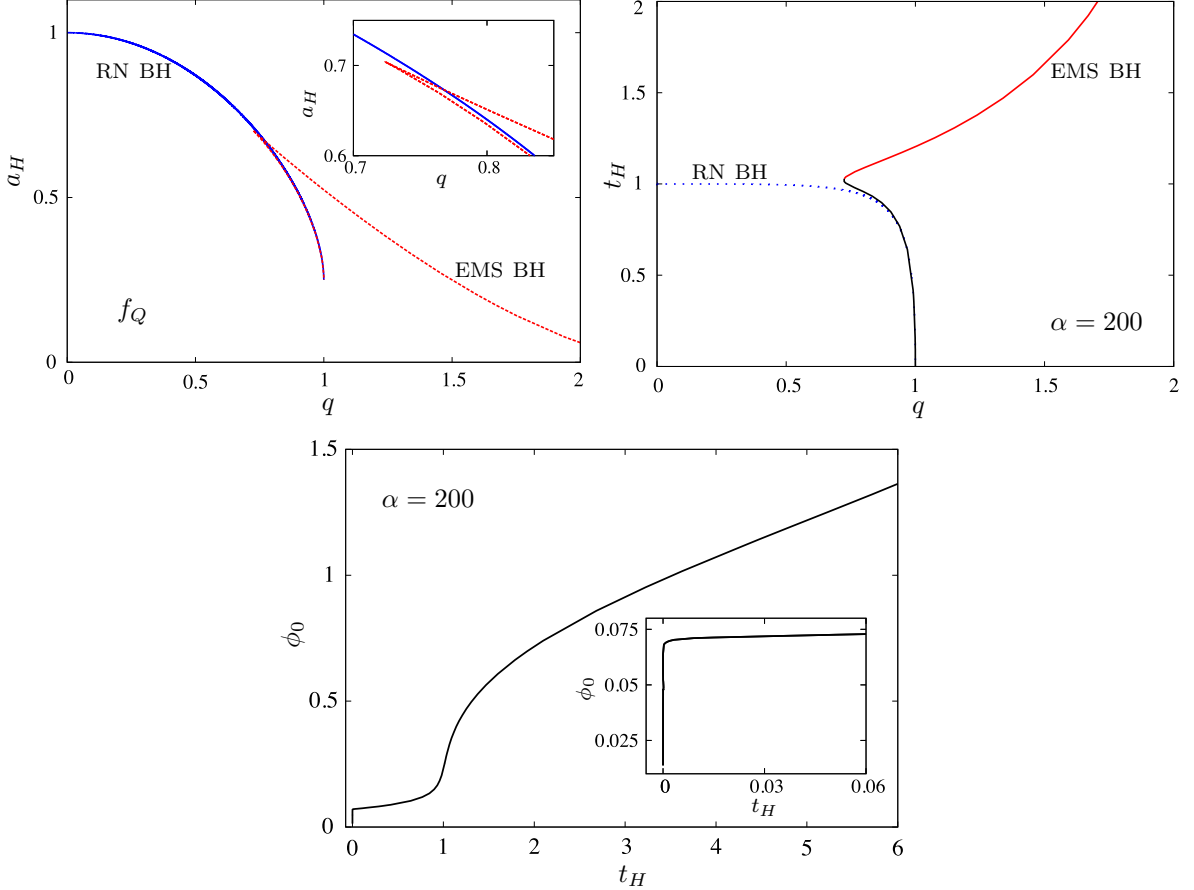 1
0.5
0
a_H
RN BH
EMS BH
f_Q
0 0.5 1 1.5 2
q
0.7
0.6
a_H
0.7 0.8
q
2
1.5
1
0.5
0
t_H
EMS BH
RN BH
α = 200
0 0.5 1 1.5 2
q
1.5
1
0.5
0
ϕ_0
α = 200
0 1 2 3 4 5 6
t_H
0.075
0.05
0.025
ϕ_0
0 0.03 0.06
t_H